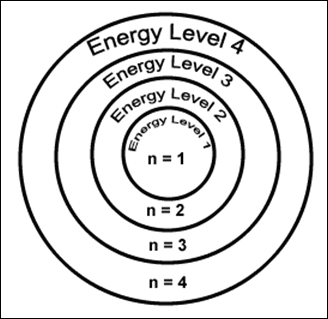 Energy Level 4
Energy Level 3
Energy Level 2
Energy Level 1
n = 1
n = 2
n = 3
n = 4